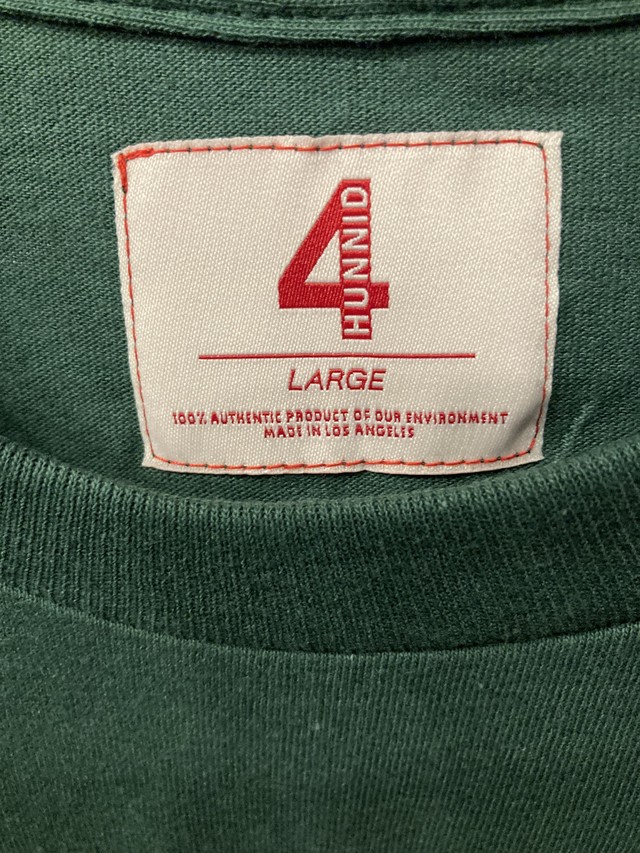 4
HUNNID
LARGE
100% AUTHENTIC PRODUCT OF OUR ENVIRONMENT
MADE IN LOS ANGELES